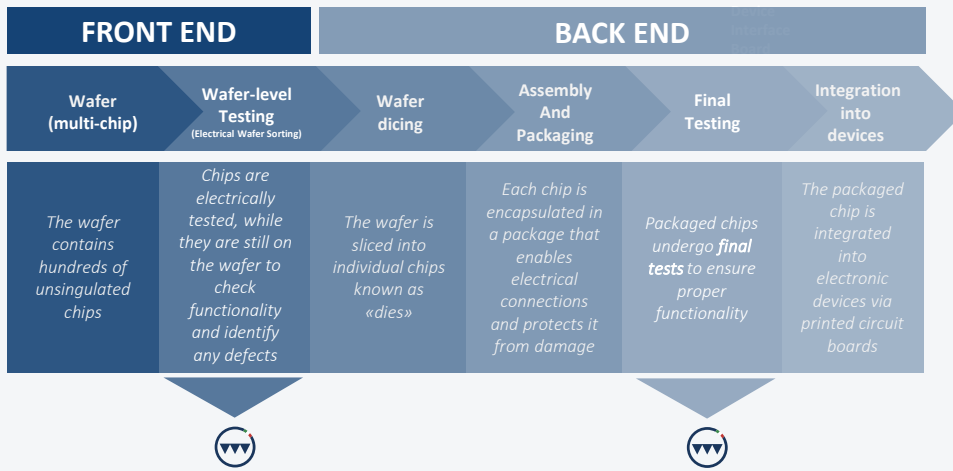 FRONT END
BACK END
Device
Interface
Board
Wafer
(multi-chip)
Wafer-level
Testing
(Electrical Wafer Sorting)
Wafer
dicing
Assembly
And
Packaging
Final
Testing
Integration
into
devices
The wafer
contains
hundreds of
unsingulated
chips
Chips are
electrically
tested, while
they are still on
the wafer to
check
functionality
and identify
any defects
The wafer is
sliced into
individual chips
known as
«dies»
Each chip is
encapsulated in
a package that
enables
electrical
connections
and protects it
from damage
Packaged chips
undergo final
tests to ensure
proper
functionality
The packaged
chip is
integrated
into
electronic
devices via
printed circuit
boards